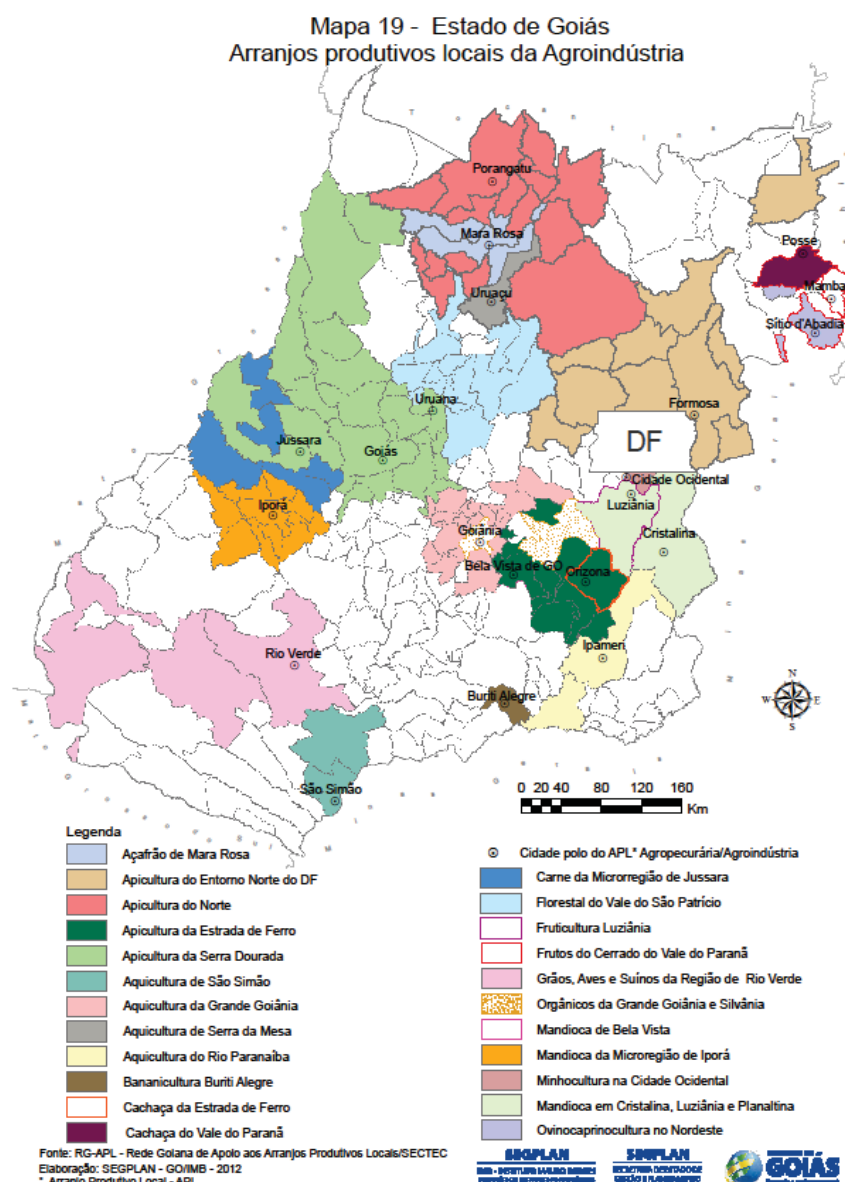 Mapa 19 - Estado de Goiás
Arranjos produtivos locais da Agroindústria
Porangatu
Mara Rosa
Posse
Mamba
Uruaçu
Sítio d'Abadia
Uruana
Formosa
DF
Jussara
Goiás
Cidade Ocidental
Luziânia
Iporá
Goiânia
Cristalina
Bela Vista de GO
Orizona
Rio Verde
Ipameri
Buriti Alegre
N
W E
S
São Simão
0 20 40 80 120 160
Km
Legenda
Açafrão de Mara Rosa
Apicultura do Entorno Norte do DF
Apicultura do Norte
Apicultura da Estrada de Ferro
Apicultura da Serra Dourada
Aquicultura de São Simão
Aquicultura da Grande Goiânia
Aquicultura de Serra da Mesa
Aquicultura do Rio Paranaíba
Bananicultura Buriti Alegre
Cachaça da Estrada de Ferro
Cachaça do Vale do Paranã
Cidade polo do APL* Agropecurária/Agroindústria
Carne da Microrregião de Jussara
Florestal do Vale do São Patrício
Fruticultura Luziânia
Frutos do Cerrado do Vale do Paranã
Grãos, Aves e Suínos da Região de Rio Verde
Orgânicos da Grande Goiânia e Silvânia
Mandioca de Bela Vista
Mandioca da Microregião de Iporá
Minhocultura na Cidade Ocidental
Mandioca em Cristalina, Luziânia e Planaltina
Ovinocaprinocultura no Nordeste
Fonte: RG-APL - Rede Goiana de Apoio aos Arranjos Produtivos Locais/SECTEC
Elaboração: SEGPLAN - GO/IMB - 2012
* Arranjo Produtivo Local - APL
SEGPLAN
SEGPLAN
GOIÁS